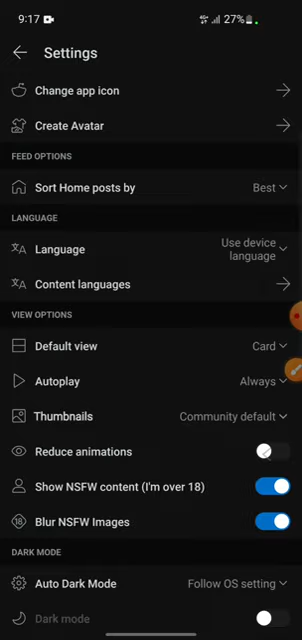 9:17
27%
Settings
Change app icon
Create Avatar
FEED OPTIONS
Sort Home posts by Best
LANGUAGE
Language Use device language
Content languages
VIEW OPTIONS
Default view Card
Autoplay Always
Thumbnails Community default
Reduce animations
Show NSFW content (I'm over 18)
18 Blur NSFW Images
DARK MODE
Auto Dark Mode Follow OS setting
Dark mode